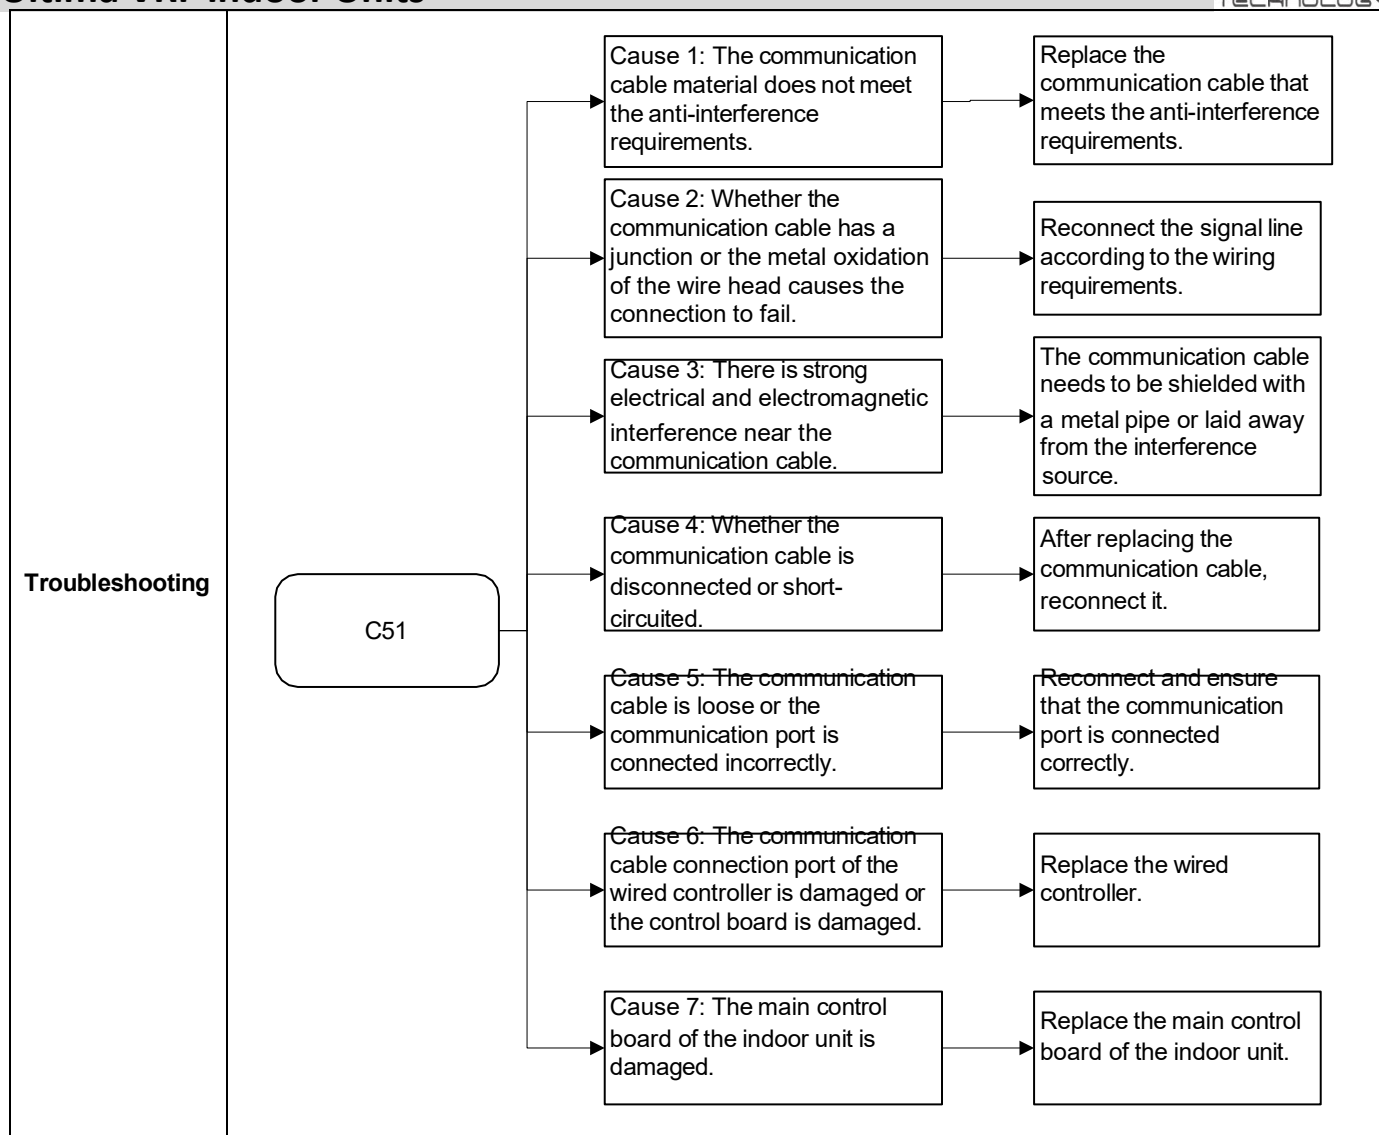 Ultima VRF Indoor Units
TECHNOLOGY
Troubleshooting
C51
Cause 1: The communication
cable material does not meet
the anti-interference
requirements.
Replace the
communication cable that
meets the anti-interference
requirements.
Cause 2: Whether the
communication cable has a
junction or the metal oxidation
of the wire head causes the
connection to fail.
Reconnect the signal line
according to the wiring
requirements.
Cause 3: There is strong
electrical and electromagnetic
interference near the
communication cable.
The communication cable
needs to be shielded with
a metal pipe or laid away
from the interference
source.
Cause 4: Whether the
communication cable is
disconnected or short-
circuited.
After replacing the
communication cable,
reconnect it.
Cause 5: The communication
cable is loose or the
communication port is
connected incorrectly.
Reconnect and ensure
that the communication
port is connected
correctly.
Cause 6: The communication
cable connection port of the
wired controller is damaged or
the control board is damaged.
Replace the wired
controller.
Cause 7: The main control
board of the indoor unit is
damaged.
Replace the main control
board of the indoor unit.